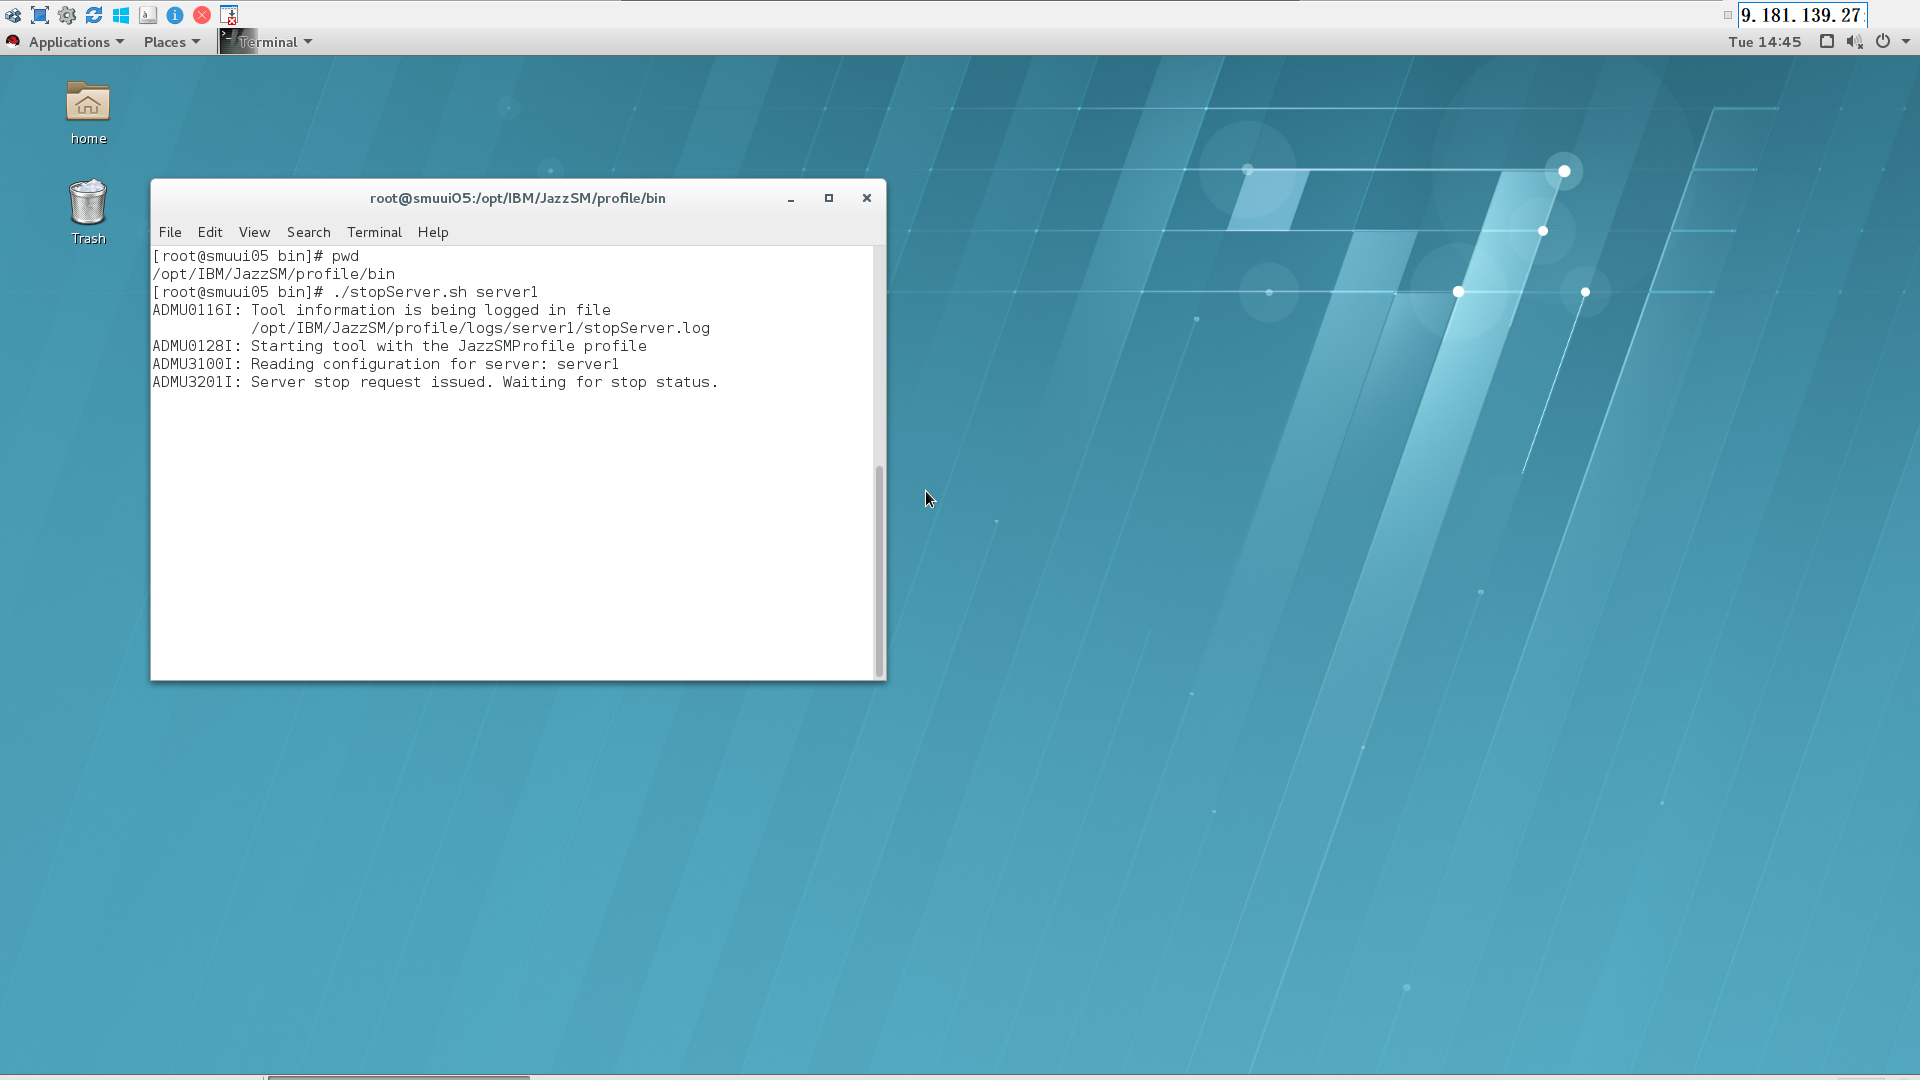 9.181.139.27:
Applications Places Terminal Tue 14:45
home
Trash
root@smuui05:/opt/IBM/JazzSM/profile/bin
File Edit View Search Terminal Help
[root@smuui05 bin]# pwd
/opt/IBM/JazzSM/profile/bin
[root@smuui05 bin]# ./stopServer.sh server1
ADMU0116I: Tool information is being logged in file
/opt/IBM/JazzSM/profile/logs/server1/stopServer.log
ADMU0128I: Starting tool with the JazzSMProfile profile
ADMU3100I: Reading configuration for server: server1
ADMU3201I: Server stop request issued. Waiting for stop status.